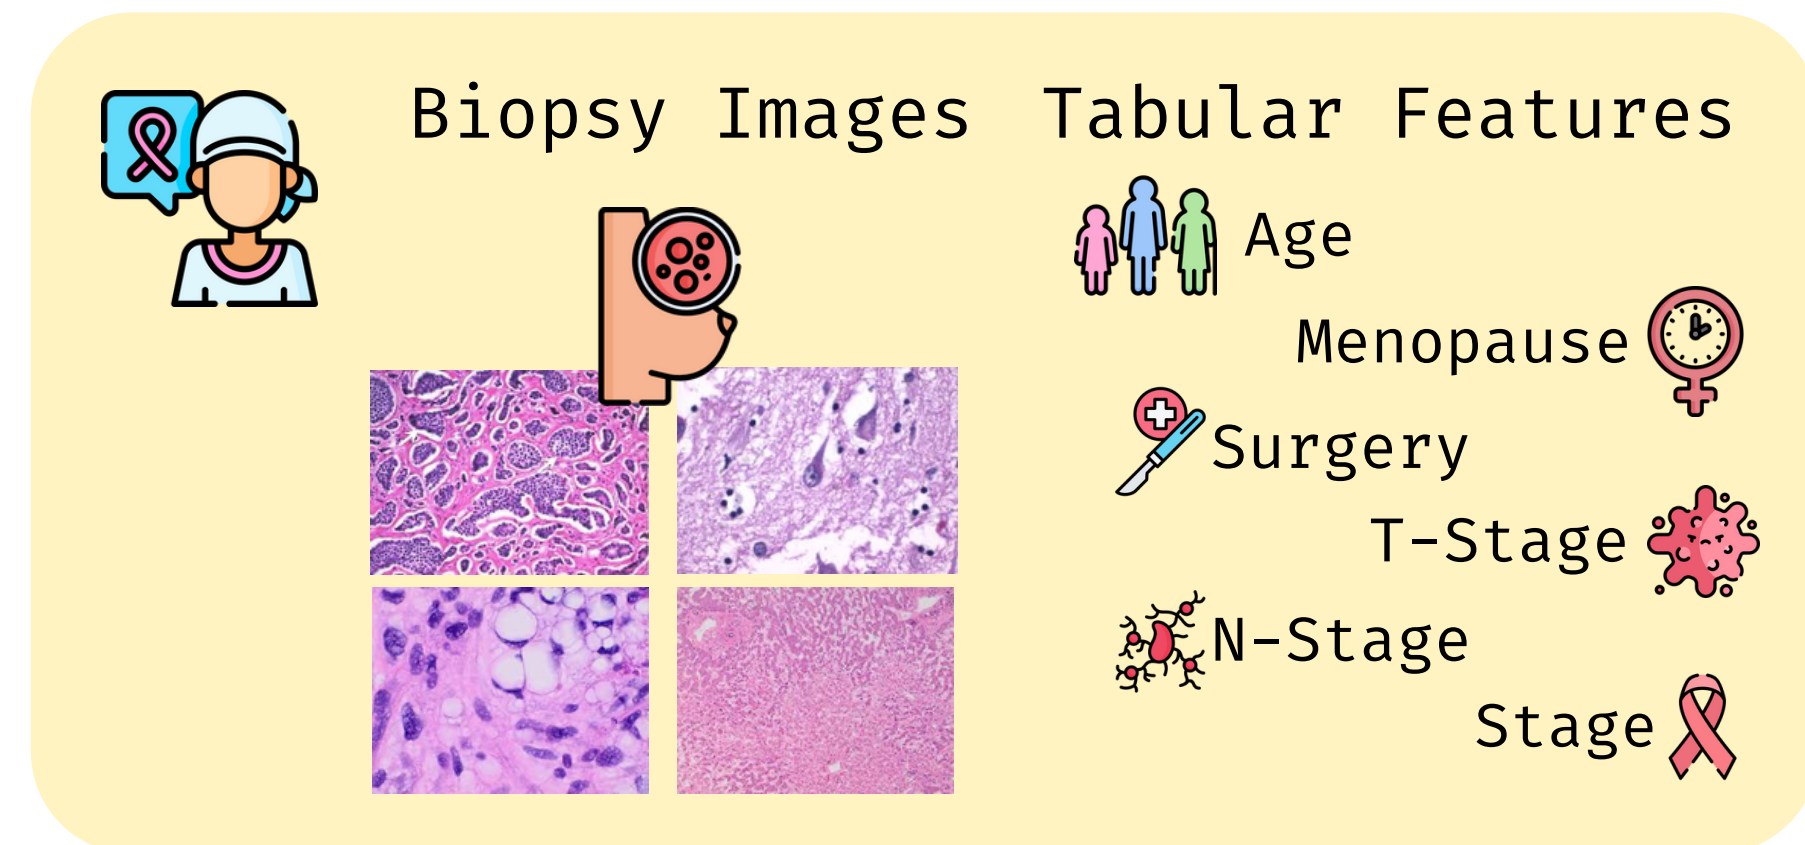 Biopsy Images
Tabular Features
Age
Menopause
Surgery
T-Stage
N-Stage
Stage